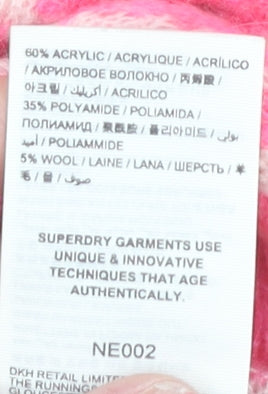 60% ACRYLIC / ACRYLIQUE / ACRÍLICO
/ АКРИЛОВОЕ ВОЛОКНО / 丙烯酸 /
아크릴 / أكريليك / ACRILICO
35% POLYAMIDE / POLIAMIDA /
ПОЛИАМИД / 聚酰胺 / 폴리아미드 / بولي
أميد / POLIAMMIDE
5% WOOL / LAINE / LANA / ШЕРСТЬ / 羊
毛 / 울 / صوف
SUPERDRY GARMENTS USE
UNIQUE & INNOVATIVE
TECHNIQUES THAT AGE
AUTHENTICALLY.
NE002
DKH RETAIL LIMITED
THE RUNNINGS